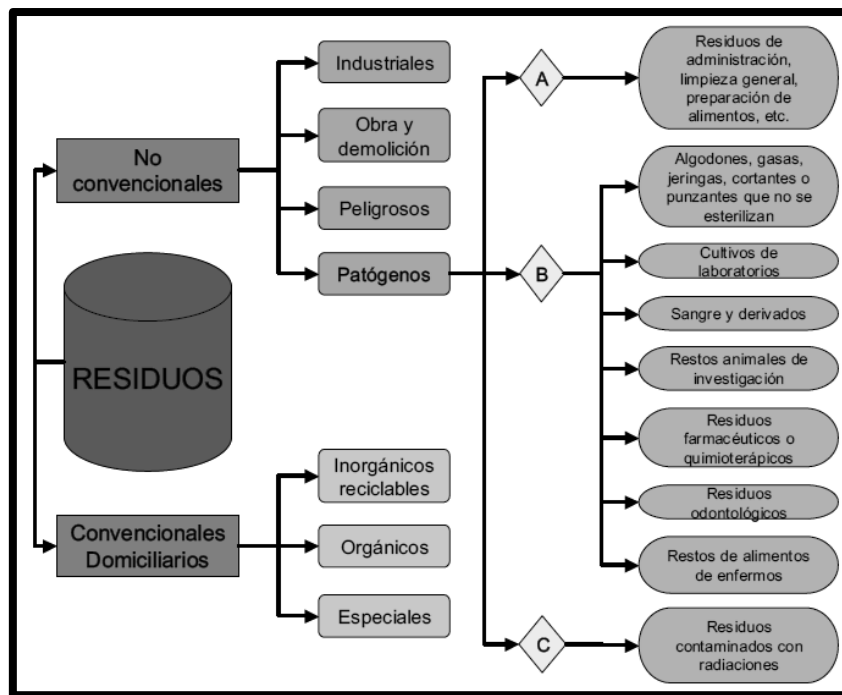 RESIDUOS
No
convencionales
Industriales
Obra y
demolición
Peligrosos
Patógenos
A
Residuos de
administración,
limpieza general,
preparación de
alimentos, etc.
B
Algodones, gasas,
jeringas, cortantes o
punzantes que no se
esterilizan
Cultivos de
laboratorios
Sangre y derivados
Restos animales de
investigación
Residuos
farmacéuticos o
quimioterápicos
Residuos
odontológicos
Restos de alimentos
de enfermos
C
Residuos
contaminados con
radiaciones
Convencionales
Domiciliarios
Inorgánicos
reciclables
Orgánicos
Especiales